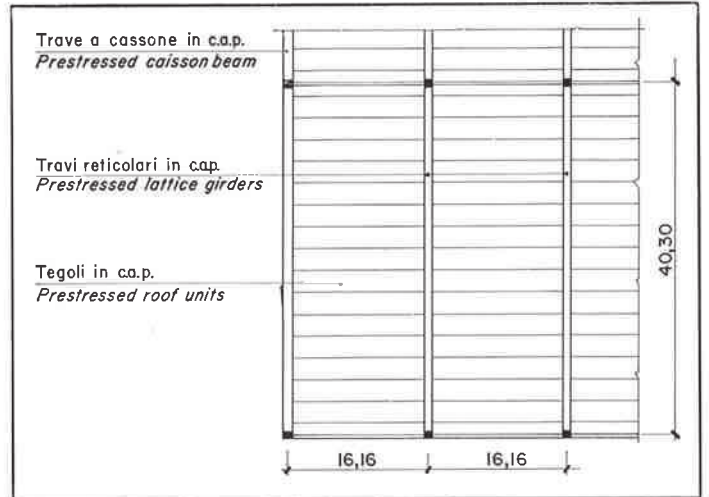 Trave a cassone in c.a.p.
Prestressed caisson beam
Travi reticolari in c.a.p.
Prestressed lattice girders
Tegoli in c.a.p.
Prestressed roof units
40,30
16,16
16,16